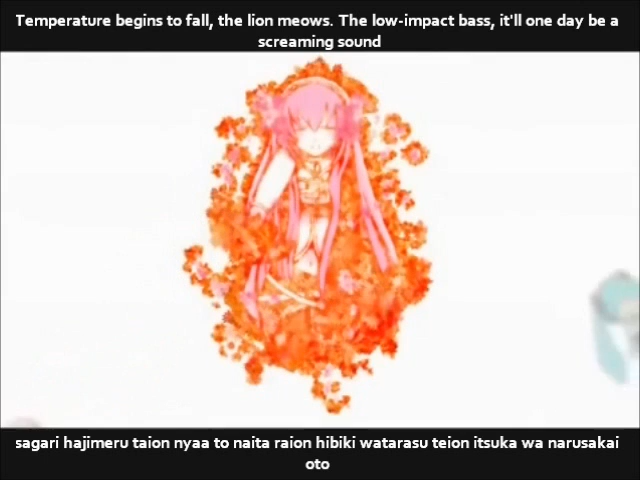 Temperature begins to fall, the lion meows. The low-impact bass, it'll one day be a
screaming sound
sagari hajimeru taion nyaa to naita raion hibiki watarasu teion itsuka wa narusakai
oto